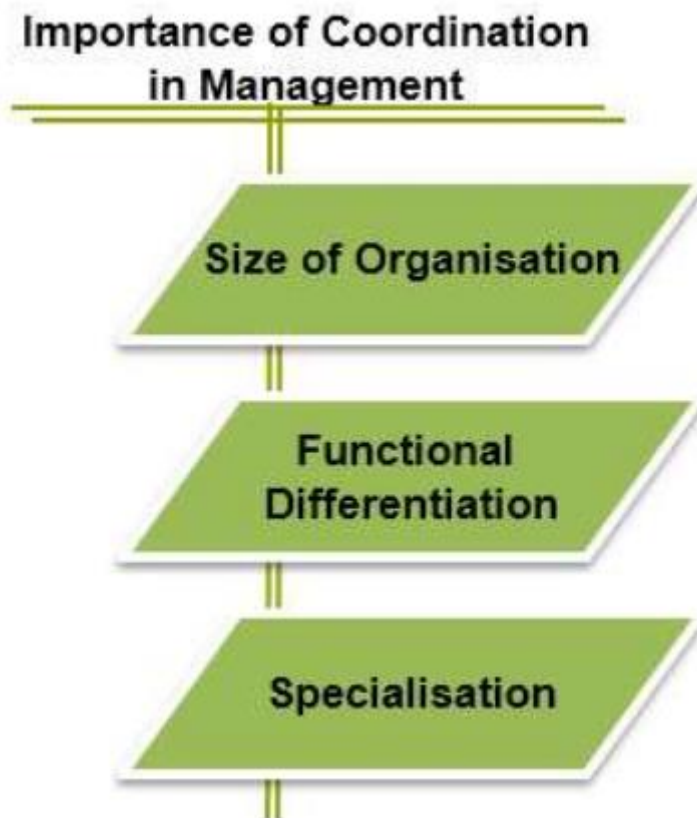 Importance of Coordination
in Management
Size of Organisation
Functional
Differentiation
Specialisation